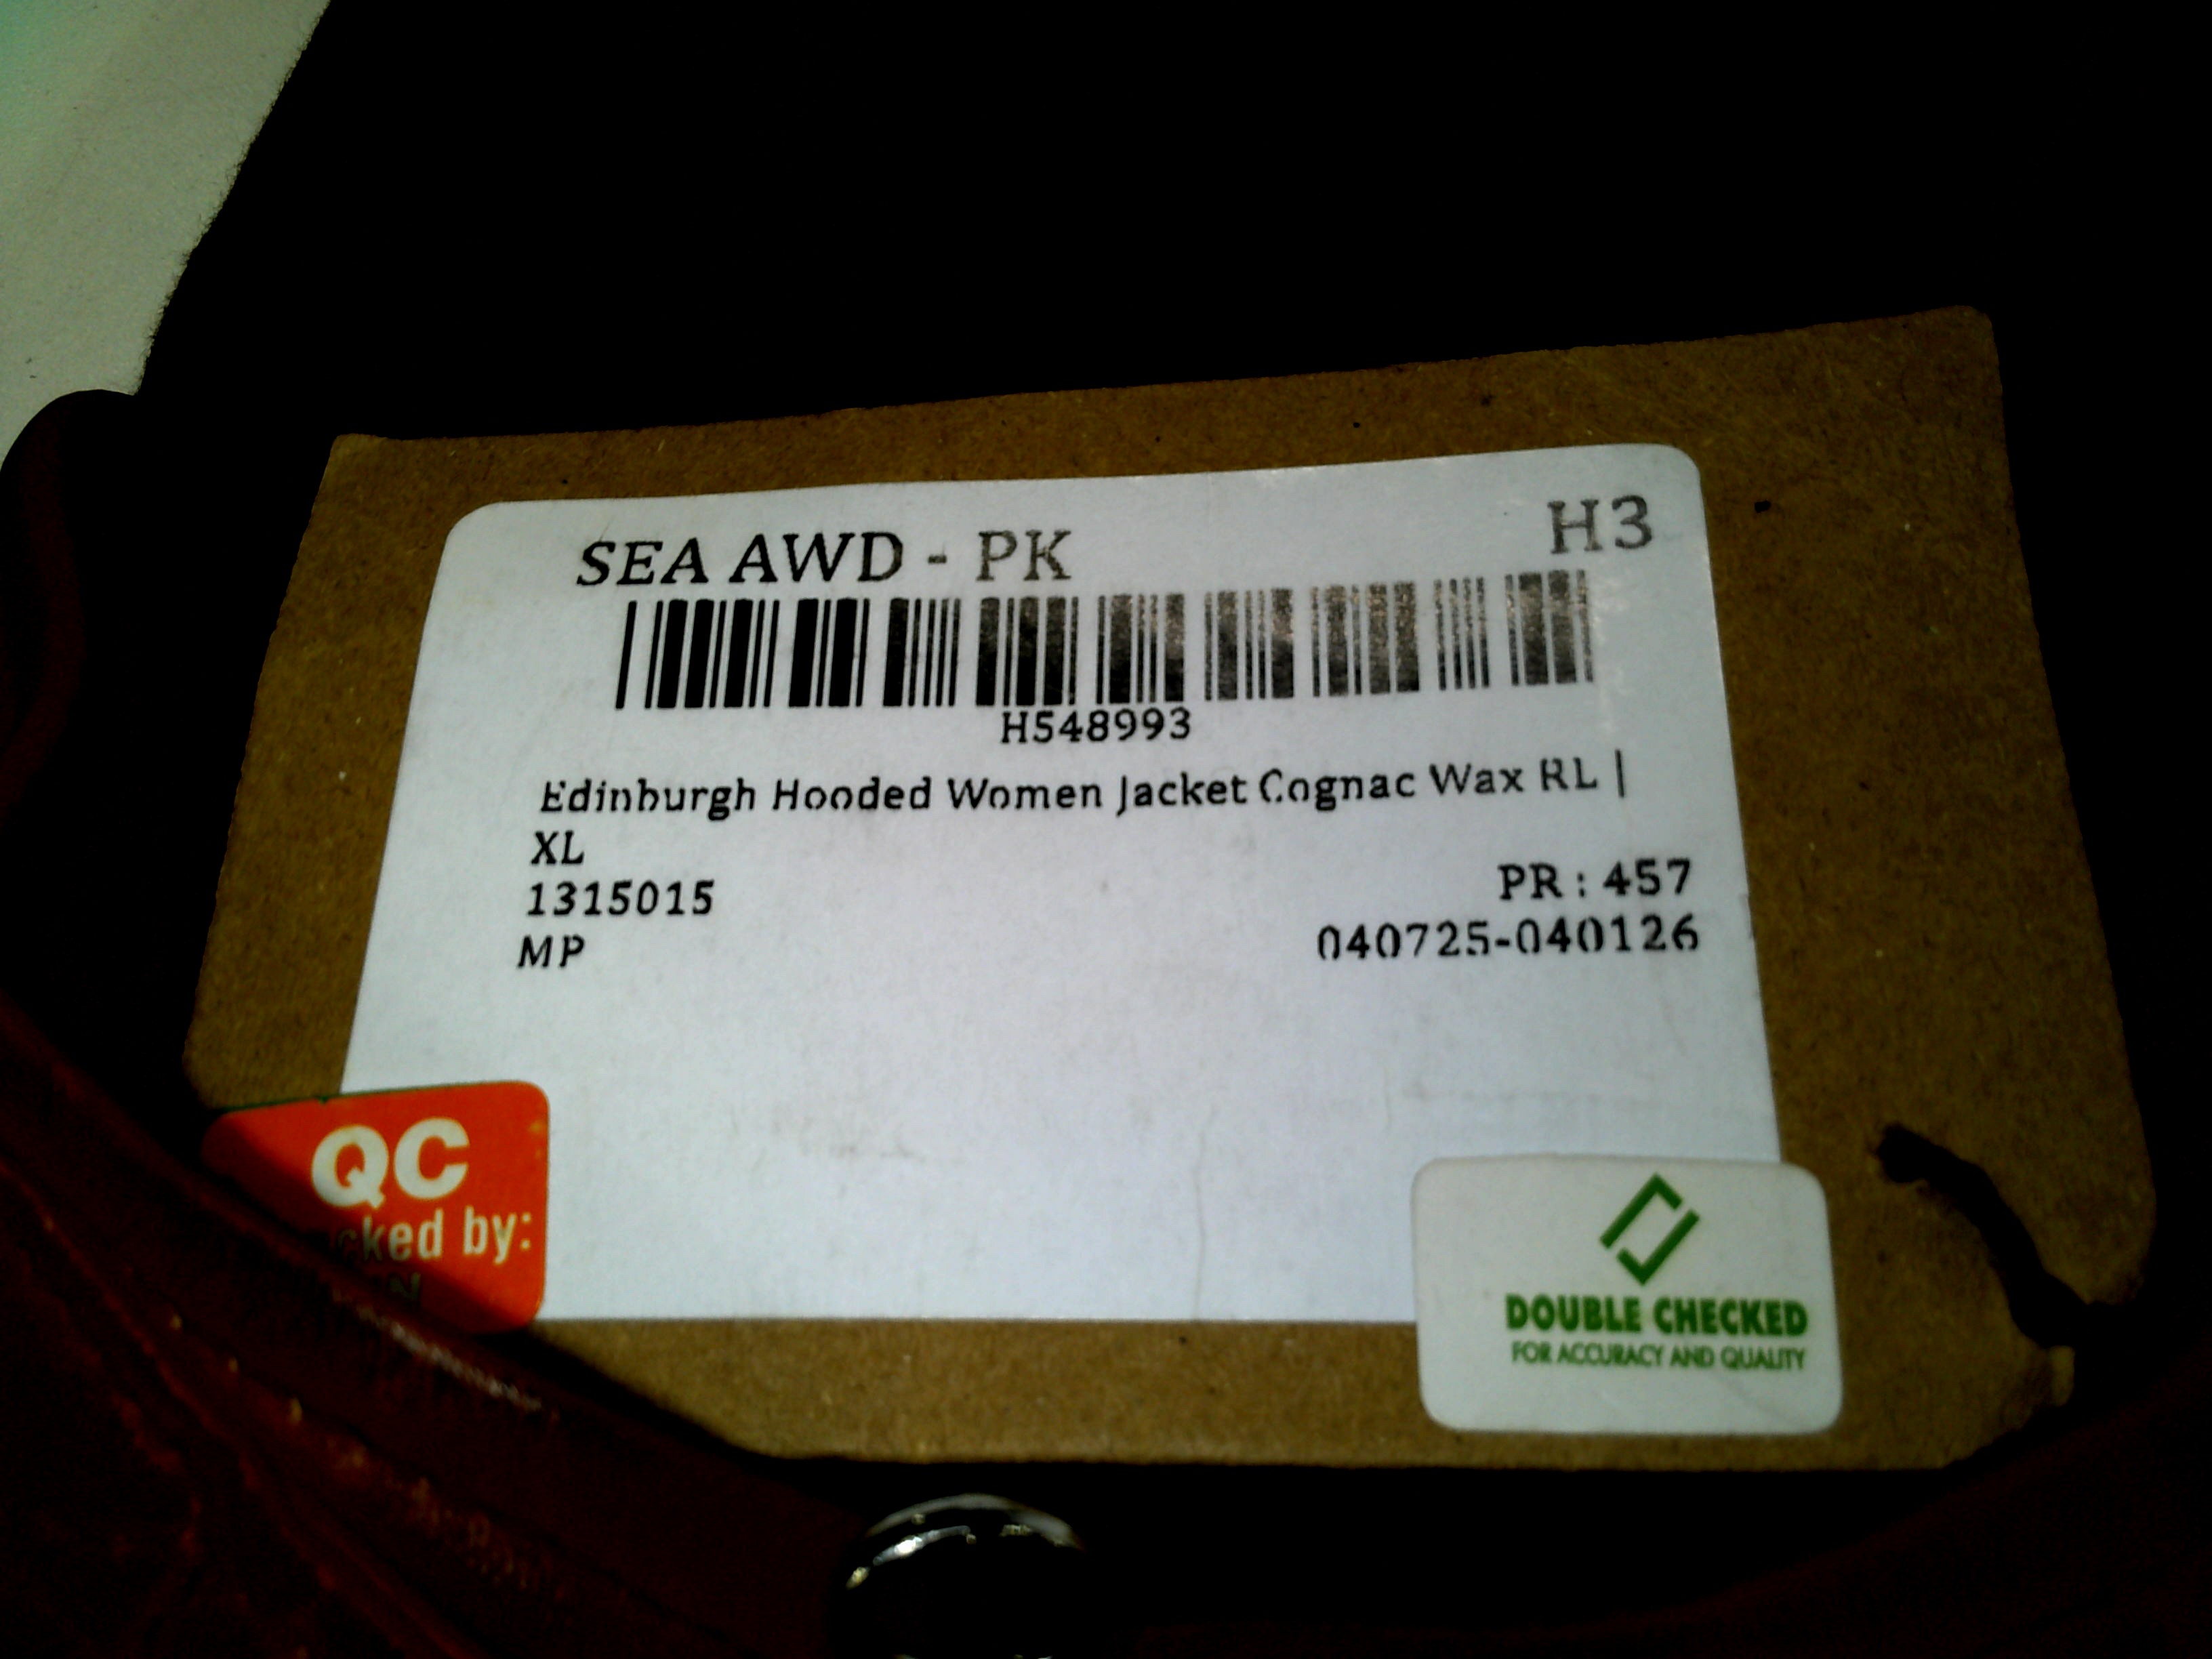 SEA AWD - PK
H3
H548993
Edinburgh Hooded Women Jacket Cognac Wax RL |
XL
1315015
PR : 457
MP
040725-040126
QC
by:
DOUBLE CHECKED
FOR ACCURACY AND QUALITY